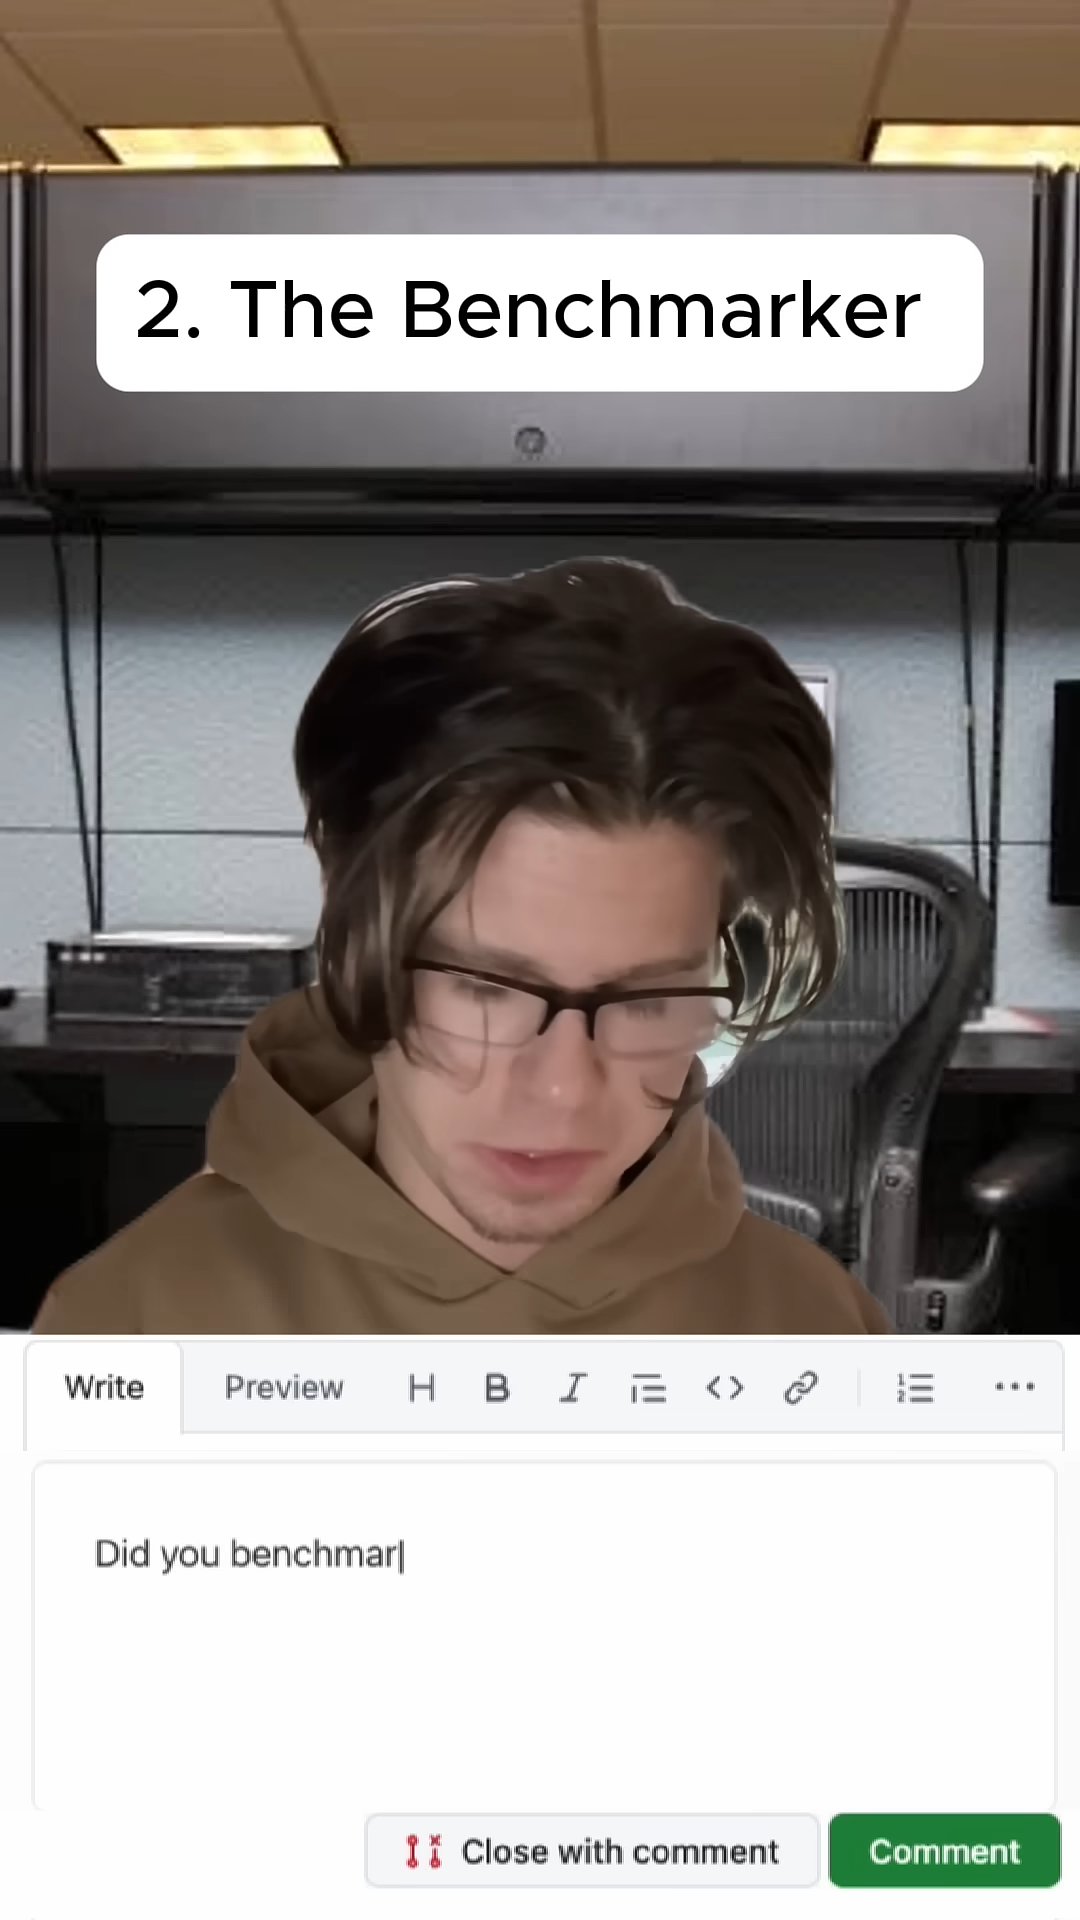 2. The Benchmarker
Write
Preview
Did you benchmar
Close with comment
Comment